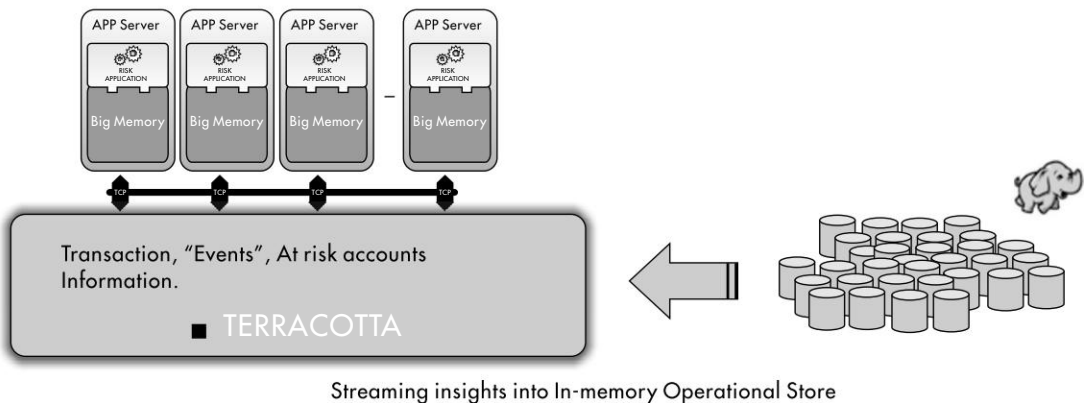 APP Server APP Server APP Server APP Server
RISK RISK RISK RISK
APPLICATION APPLICATION APPLICATION APPLICATION
Big Memory Big Memory Big Memory – Big Memory
TCP TCP TCP TCP
Transaction, “Events”, At risk accounts
Information.
■ TERRACOTTA
Streaming insights into In-memory Operational Store